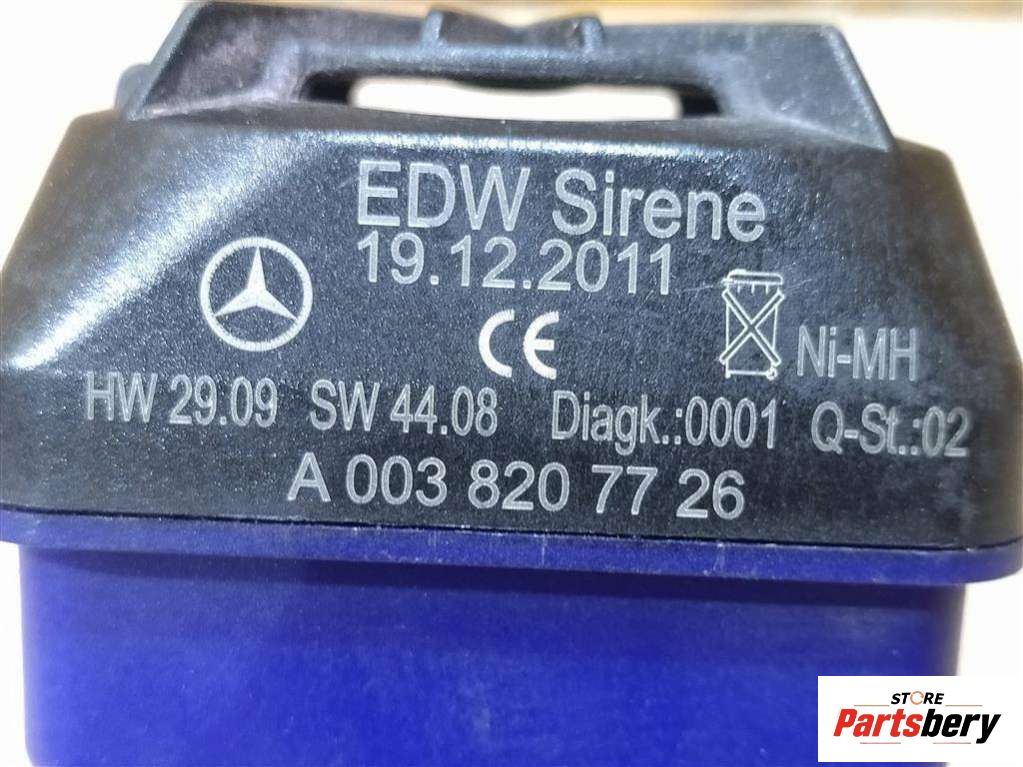 EDW Sirene
19.12.2011
CE
Ni-MH
HW 29.09 SW 44.08 Diagk.:0001 Q-St.:02
A 003 820 77 26
STORE
Partsbery